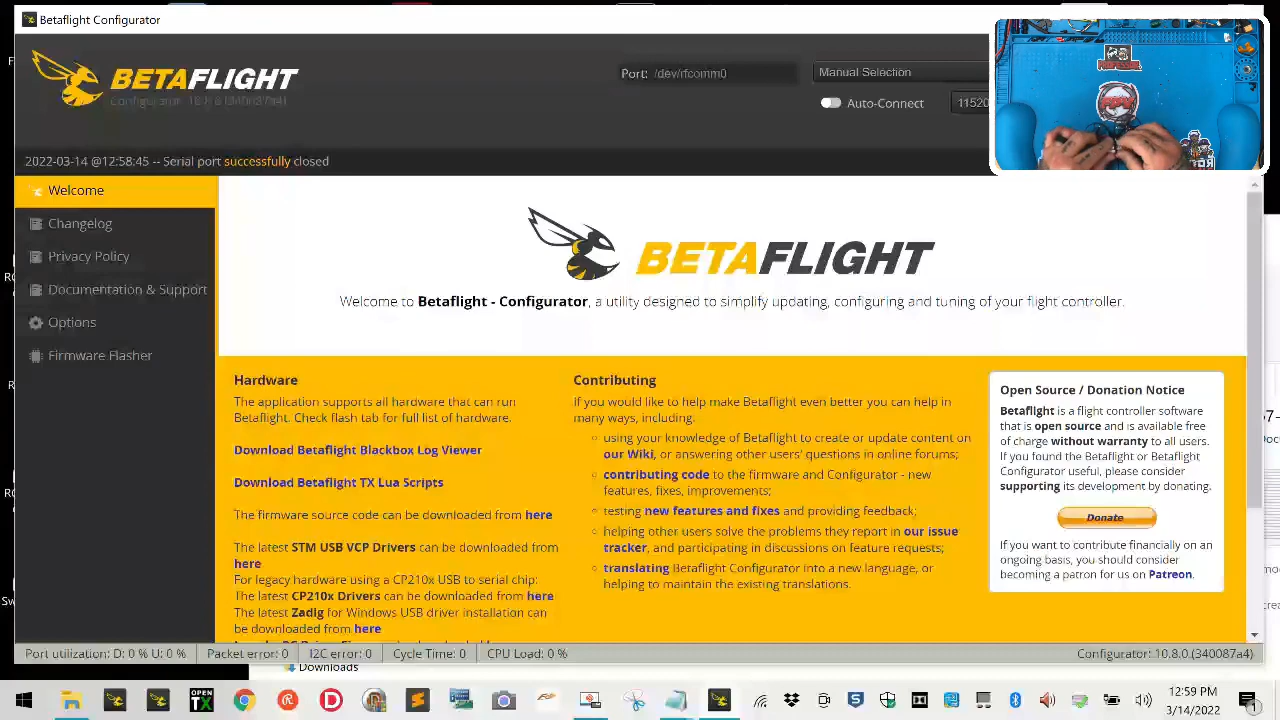 Betaflight Configurator
BETAFLIGHT
Port: /dev/rfcomm0
Manual Selection
Auto-Connect
11520
2022-03-14 @12:58:45 -- Serial port successfully closed
Welcome
Changelog
Privacy Policy
Documentation & Support
Options
Firmware Flasher
BETAFLIGHT
Welcome to Betaflight - Configurator, a utility designed to simplify updating, configuring and tuning of your flight controller.
Hardware
The application supports all hardware that can run
Betaflight. Check flash tab for full list of hardware.
Download Betaflight Blackbox Log Viewer
Download Betaflight TX Lua Scripts
The firmware source code can be downloaded from here
The latest STM USB VCP Drivers can be downloaded from
here
For legacy hardware using a CP210x USB to serial chip:
The latest CP210x Drivers can be downloaded from here
The latest Zadig for Windows USB driver installation can
be downloaded from here
Contributing
If you would like to help make Betaflight even better you can help in
many ways, including:
using your knowledge of Betaflight to create or update content on
our Wiki, or answering other users' questions in online forums;
contributing code to the firmware and Configurator - new
features, fixes, improvements;
testing new features and fixes and providing feedback;
helping other users solve the problems they report in our issue
tracker, and participating in discussions on feature requests;
translating Betaflight Configurator into a new language, or
helping to maintain the existing translations.
Open Source / Donation Notice
Betaflight is a flight controller software
that is open source and is available free
of charge without warranty to all users.
If you found the Betaflight or Betaflight
Configurator useful, please consider
supporting its development by donating.
Donate
If you want to contribute financially on an
ongoing basis, you should consider
becoming a patron for us on Patreon.
Port utilization: D: 0 % U: 0 %
Packet error: 0
I2C error: 0
Cycle Time: 0
CPU Load: 0 %
Configurator: 10.8.0 (340087a4)
Downloads
OPEN
TX
2:59 PM
3/14/2022